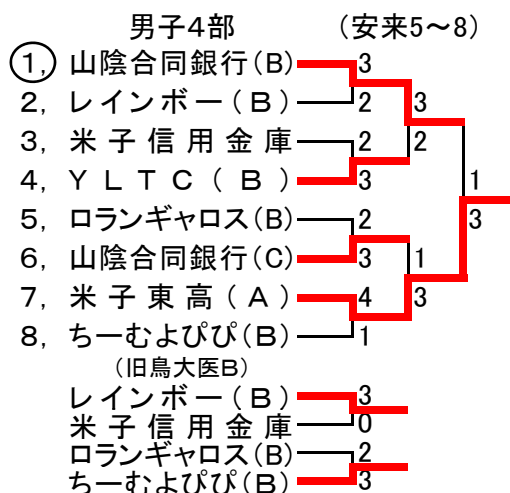 男子4部 (安来5～8)
1, 山陰合同銀行(B) 3
2, レインボー(B) 2 3
3, 米子信用金庫 2 2
4, YLTC(B) 3 1
5, ロランギャロス(B) 2 3
6, 山陰合同銀行(C) 3 1
7, 米子東高(A) 4 3
8, ちーむよぴぴ(B) 1
(旧鳥大医B)
レインボー(B) 3
米子信用金庫 0
ロランギャロス(B) 2
ちーむよぴぴ(B) 3